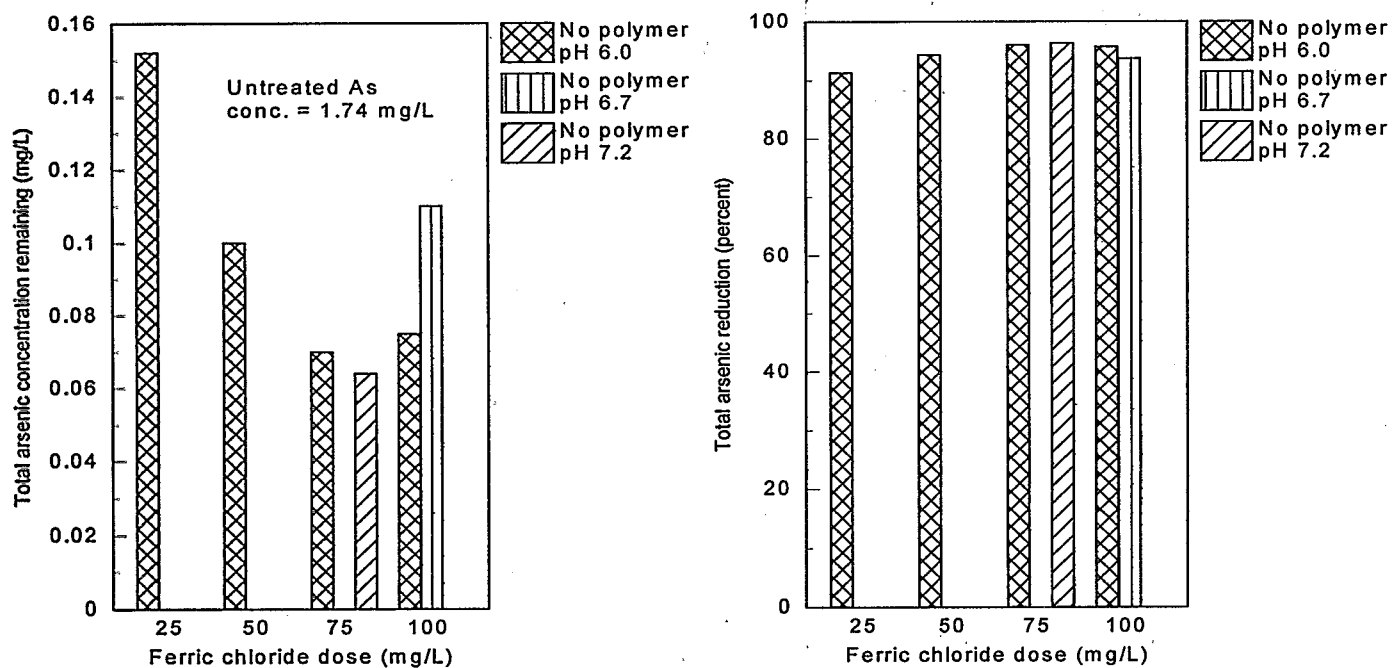 0.16
0.14
0.12
0.1
0.08
0.06
0.04
0.02
0
Total arsenic concentration remaining (mg/L)
Untreated As
conc. = 1.74 mg/L
25 50 75 100
Ferric chloride dose (mg/L)
No polymer
pH 6.0
No polymer
pH 6.7
No polymer
pH 7.2
100
80
60
40
20
0
Total arsenic reduction (percent)
25 50 75 100
Ferric chloride dose (mg/L)
No polymer
pH 6.0
No polymer
pH 6.7
No polymer
pH 7.2